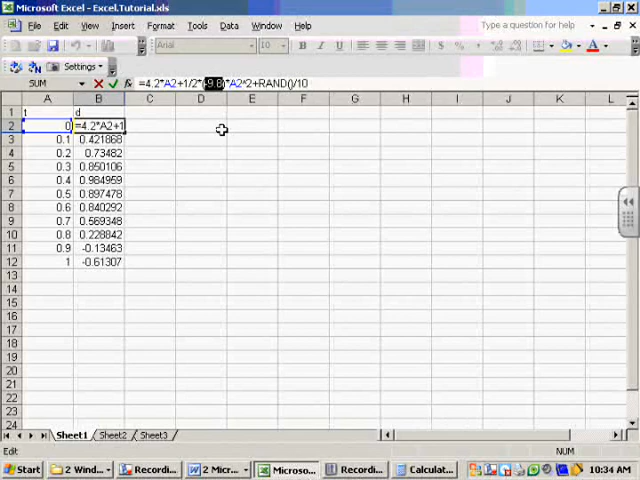 Microsoft Excel - Excel.Tutorial.xls
File Edit View Insert Format Tools Data Window Help Type a question for help
Arial 10 B I U
Settings
SUM =4.2*A2+1/2*(-9.8)*A2^2+RAND()/10
A B C D E F G H I J K L
1 t d
2 0 =4.2*A2+1
3 0.1 0.421868
4 0.2 0.73482
5 0.3 0.850106
6 0.4 0.984959
7 0.5 0.897478
8 0.6 0.840292
9 0.7 0.569348
10 0.8 0.228842
11 0.9 -0.13463
12 1 -0.61307
13
14
15
16
17
18
19
20
21
22
23
24
Sheet1 Sheet2 Sheet3
Edit NUM
Start 2 Wind... Recordi... 2 Micr... Microso... Recordi... Calculat... 10:34 AM